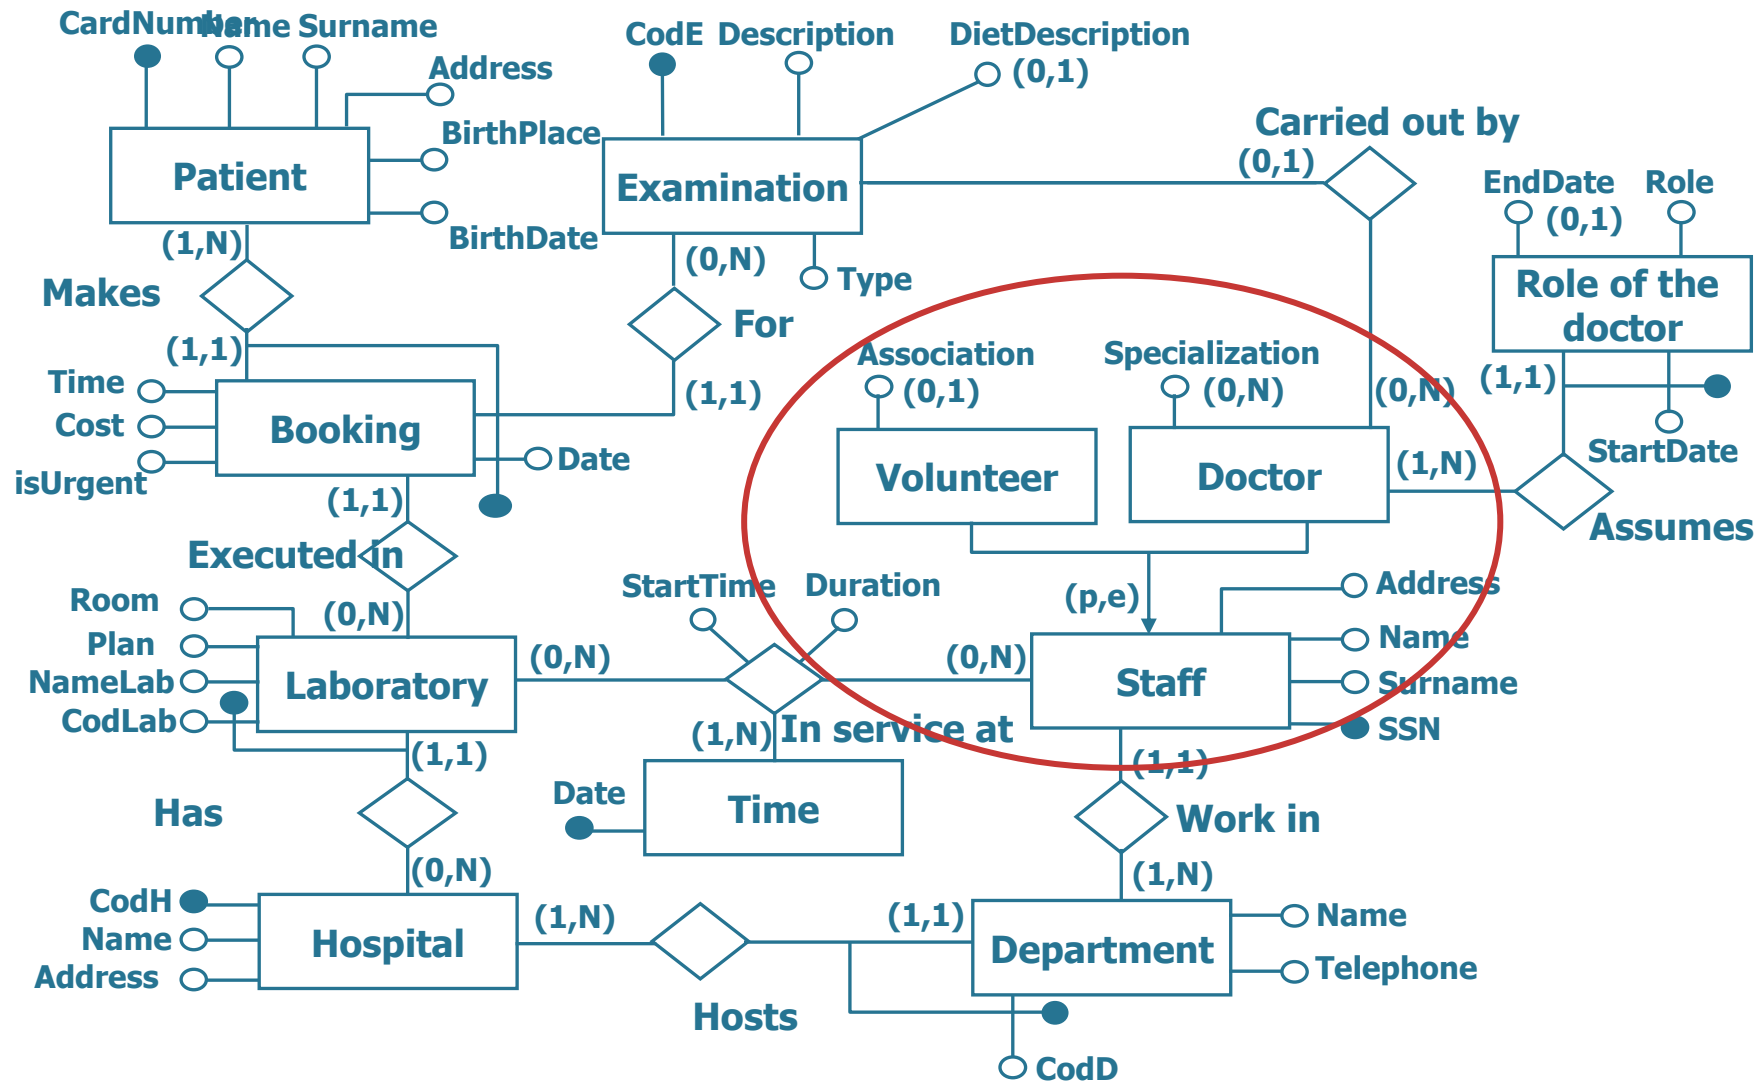 CardNumber
Name
Surname
Address
BirthPlace
BirthDate
Patient
(1,N)
Makes
(1,1)
CodE
Description
DietDescription
(0,1)
Examination
(0,N)
Type
For
(1,1)
Carried out by
(0,1)
(0,N)
EndDate
(0,1)
Role
Role of the
doctor
(1,1)
StartDate
(1,N)
Assumes
Association
(0,1)
Volunteer
Specialization
(0,N)
Doctor
(p,e)
Time
Cost
isUrgent
Booking
Date
(1,1)
Executed in
(0,N)
Room
Plan
NameLab
CodLab
Laboratory
(0,N)
StartTime
Duration
(0,N)
In service at
(1,N)
Date
Time
Staff
Address
Name
Surname
SSN
(1,1)
Work in
(1,N)
(1,1)
Has
(0,N)
CodH
Name
Address
Hospital
(1,N)
Hosts
(1,1)
Department
Name
Telephone
CodD